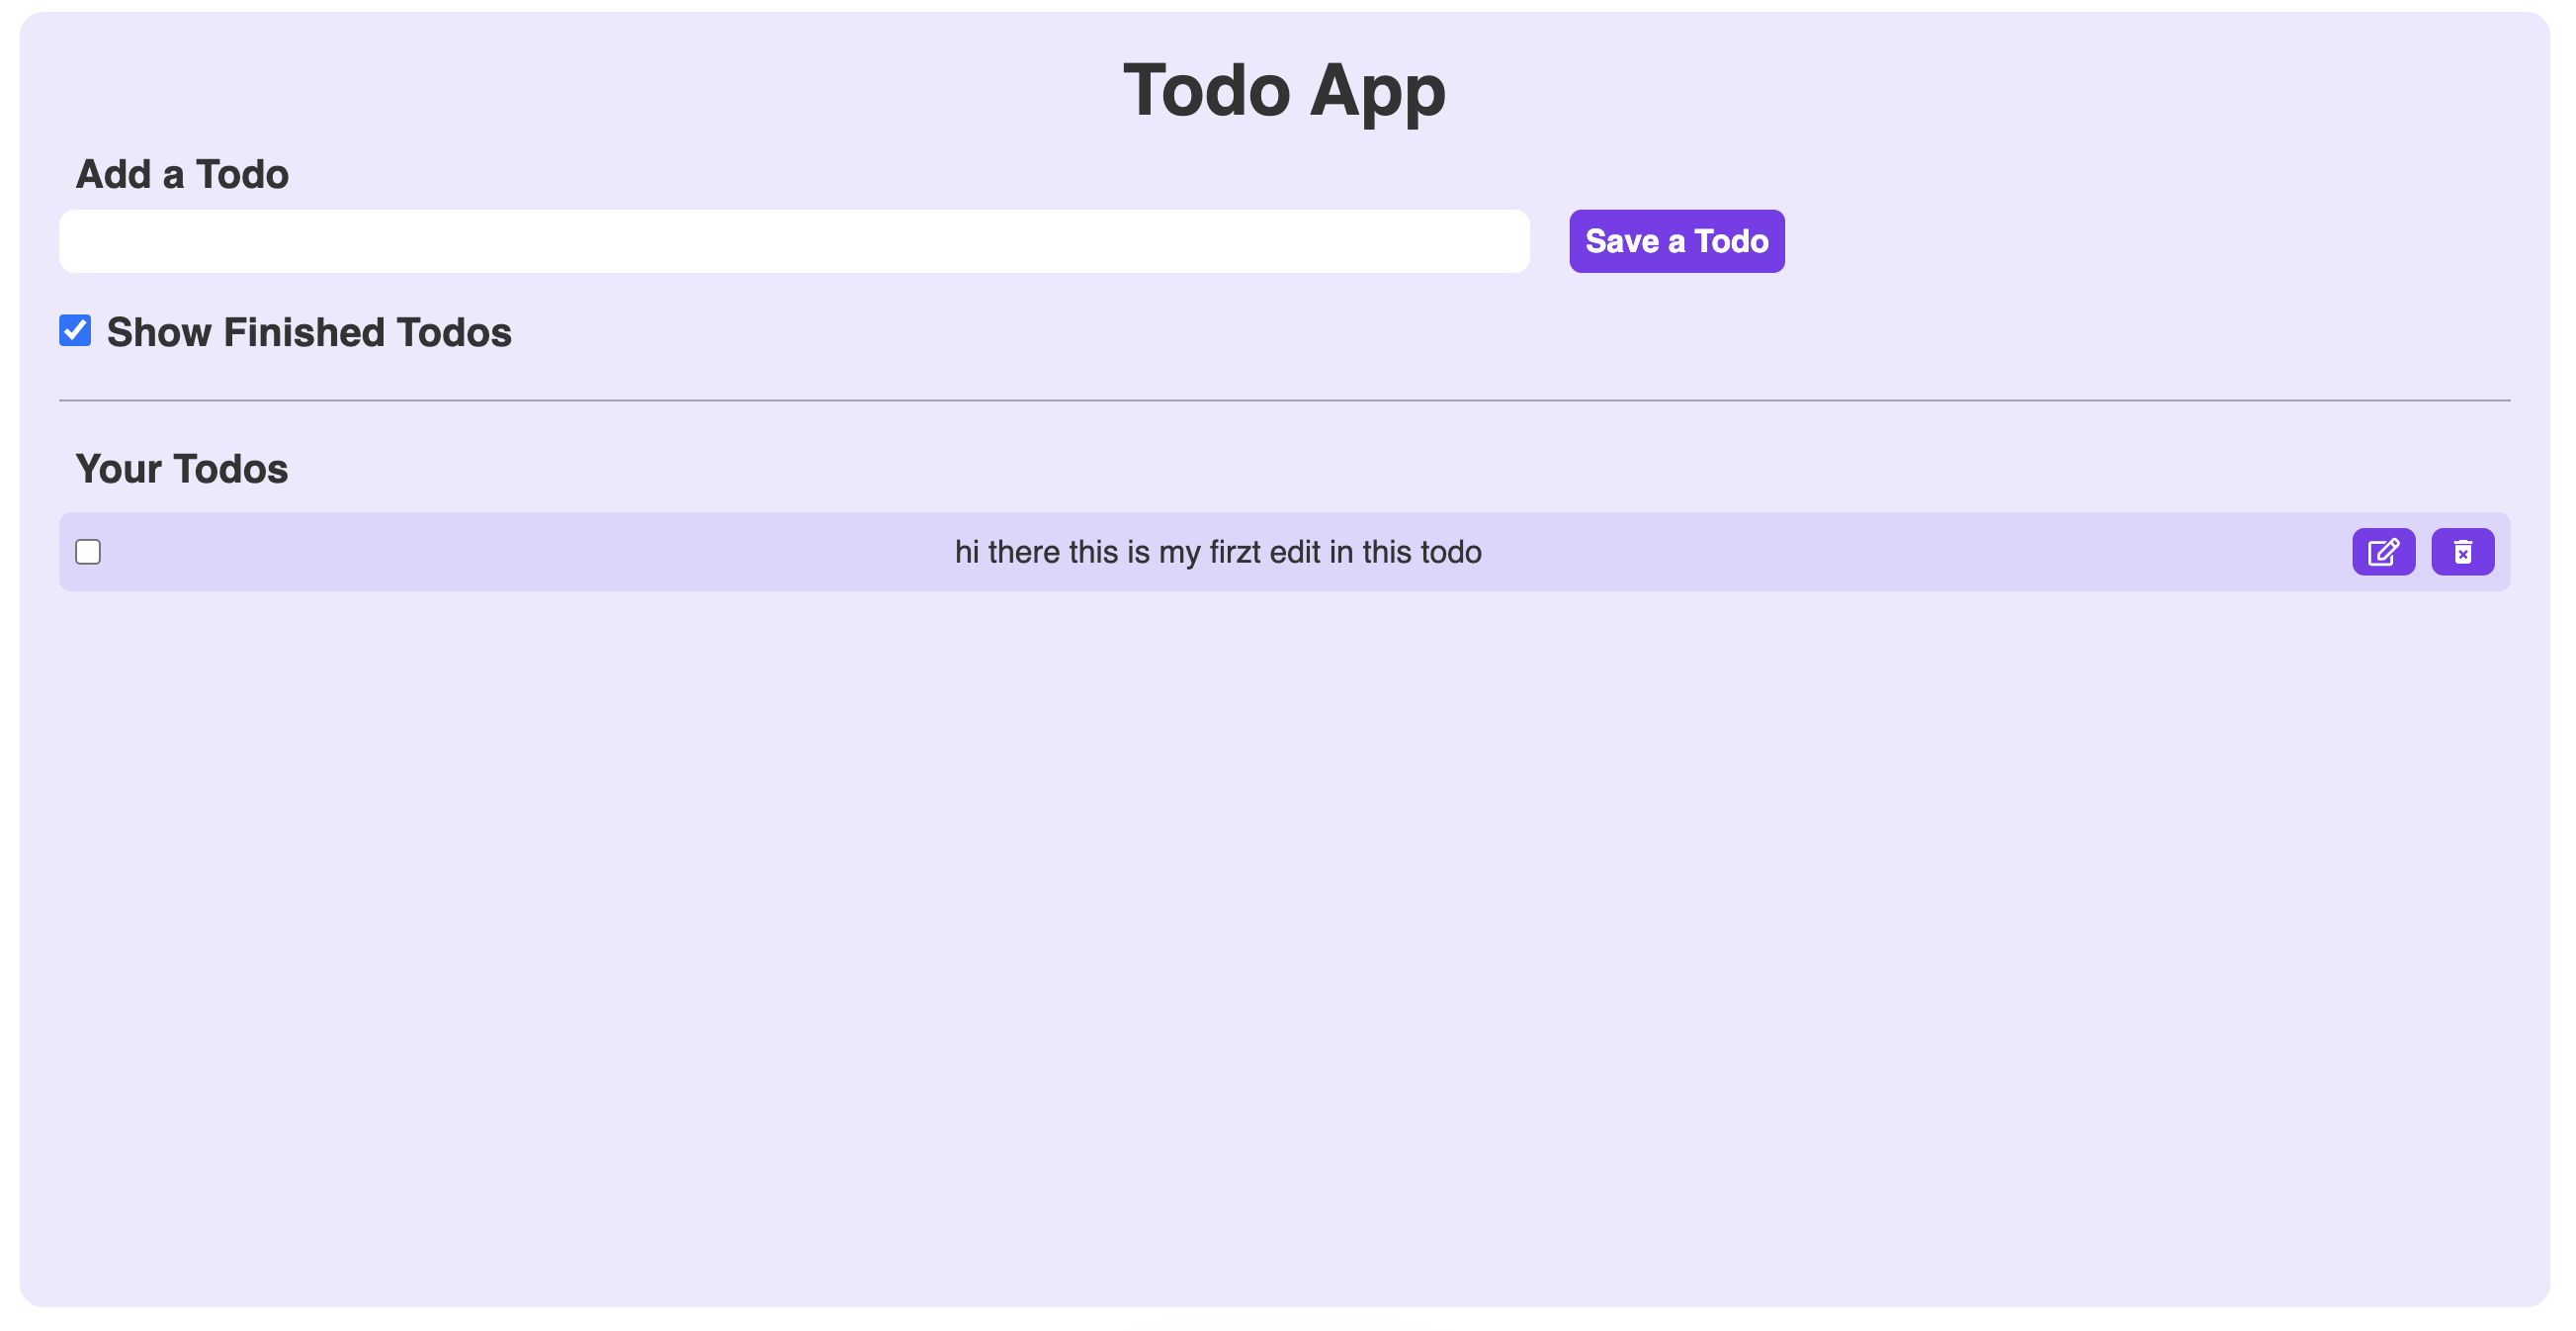 Todo App
Add a Todo
Save a Todo
Show Finished Todos
Your Todos
hi there this is my firzt edit in this todo